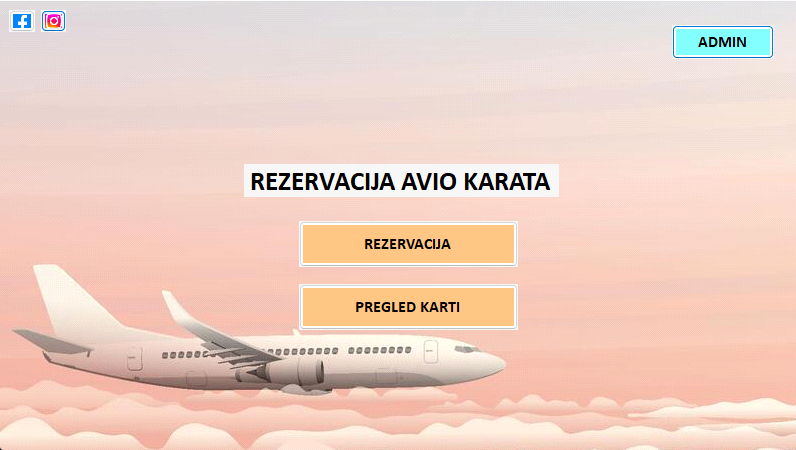 ADMIN
REZERVACIJA AVIO KARATA
REZERVACIJA
PREGLED KARTI